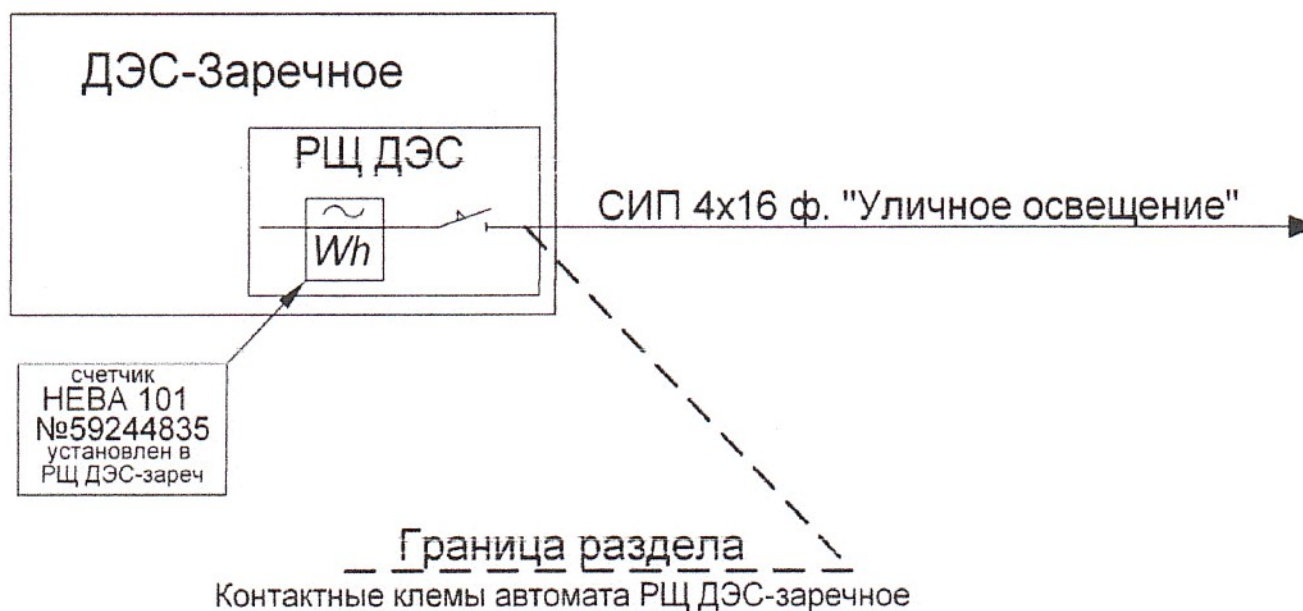 ДЭС-Заречное
РЩ ДЭС
СИП 4х16 ф. "Уличное освещение"
~
Wh
счетчик
НЕВА 101
№59244835
установлен в
РЩ ДЭС-зареч
Граница раздела
Контактные клемы автомата РЩ ДЭС-заречное